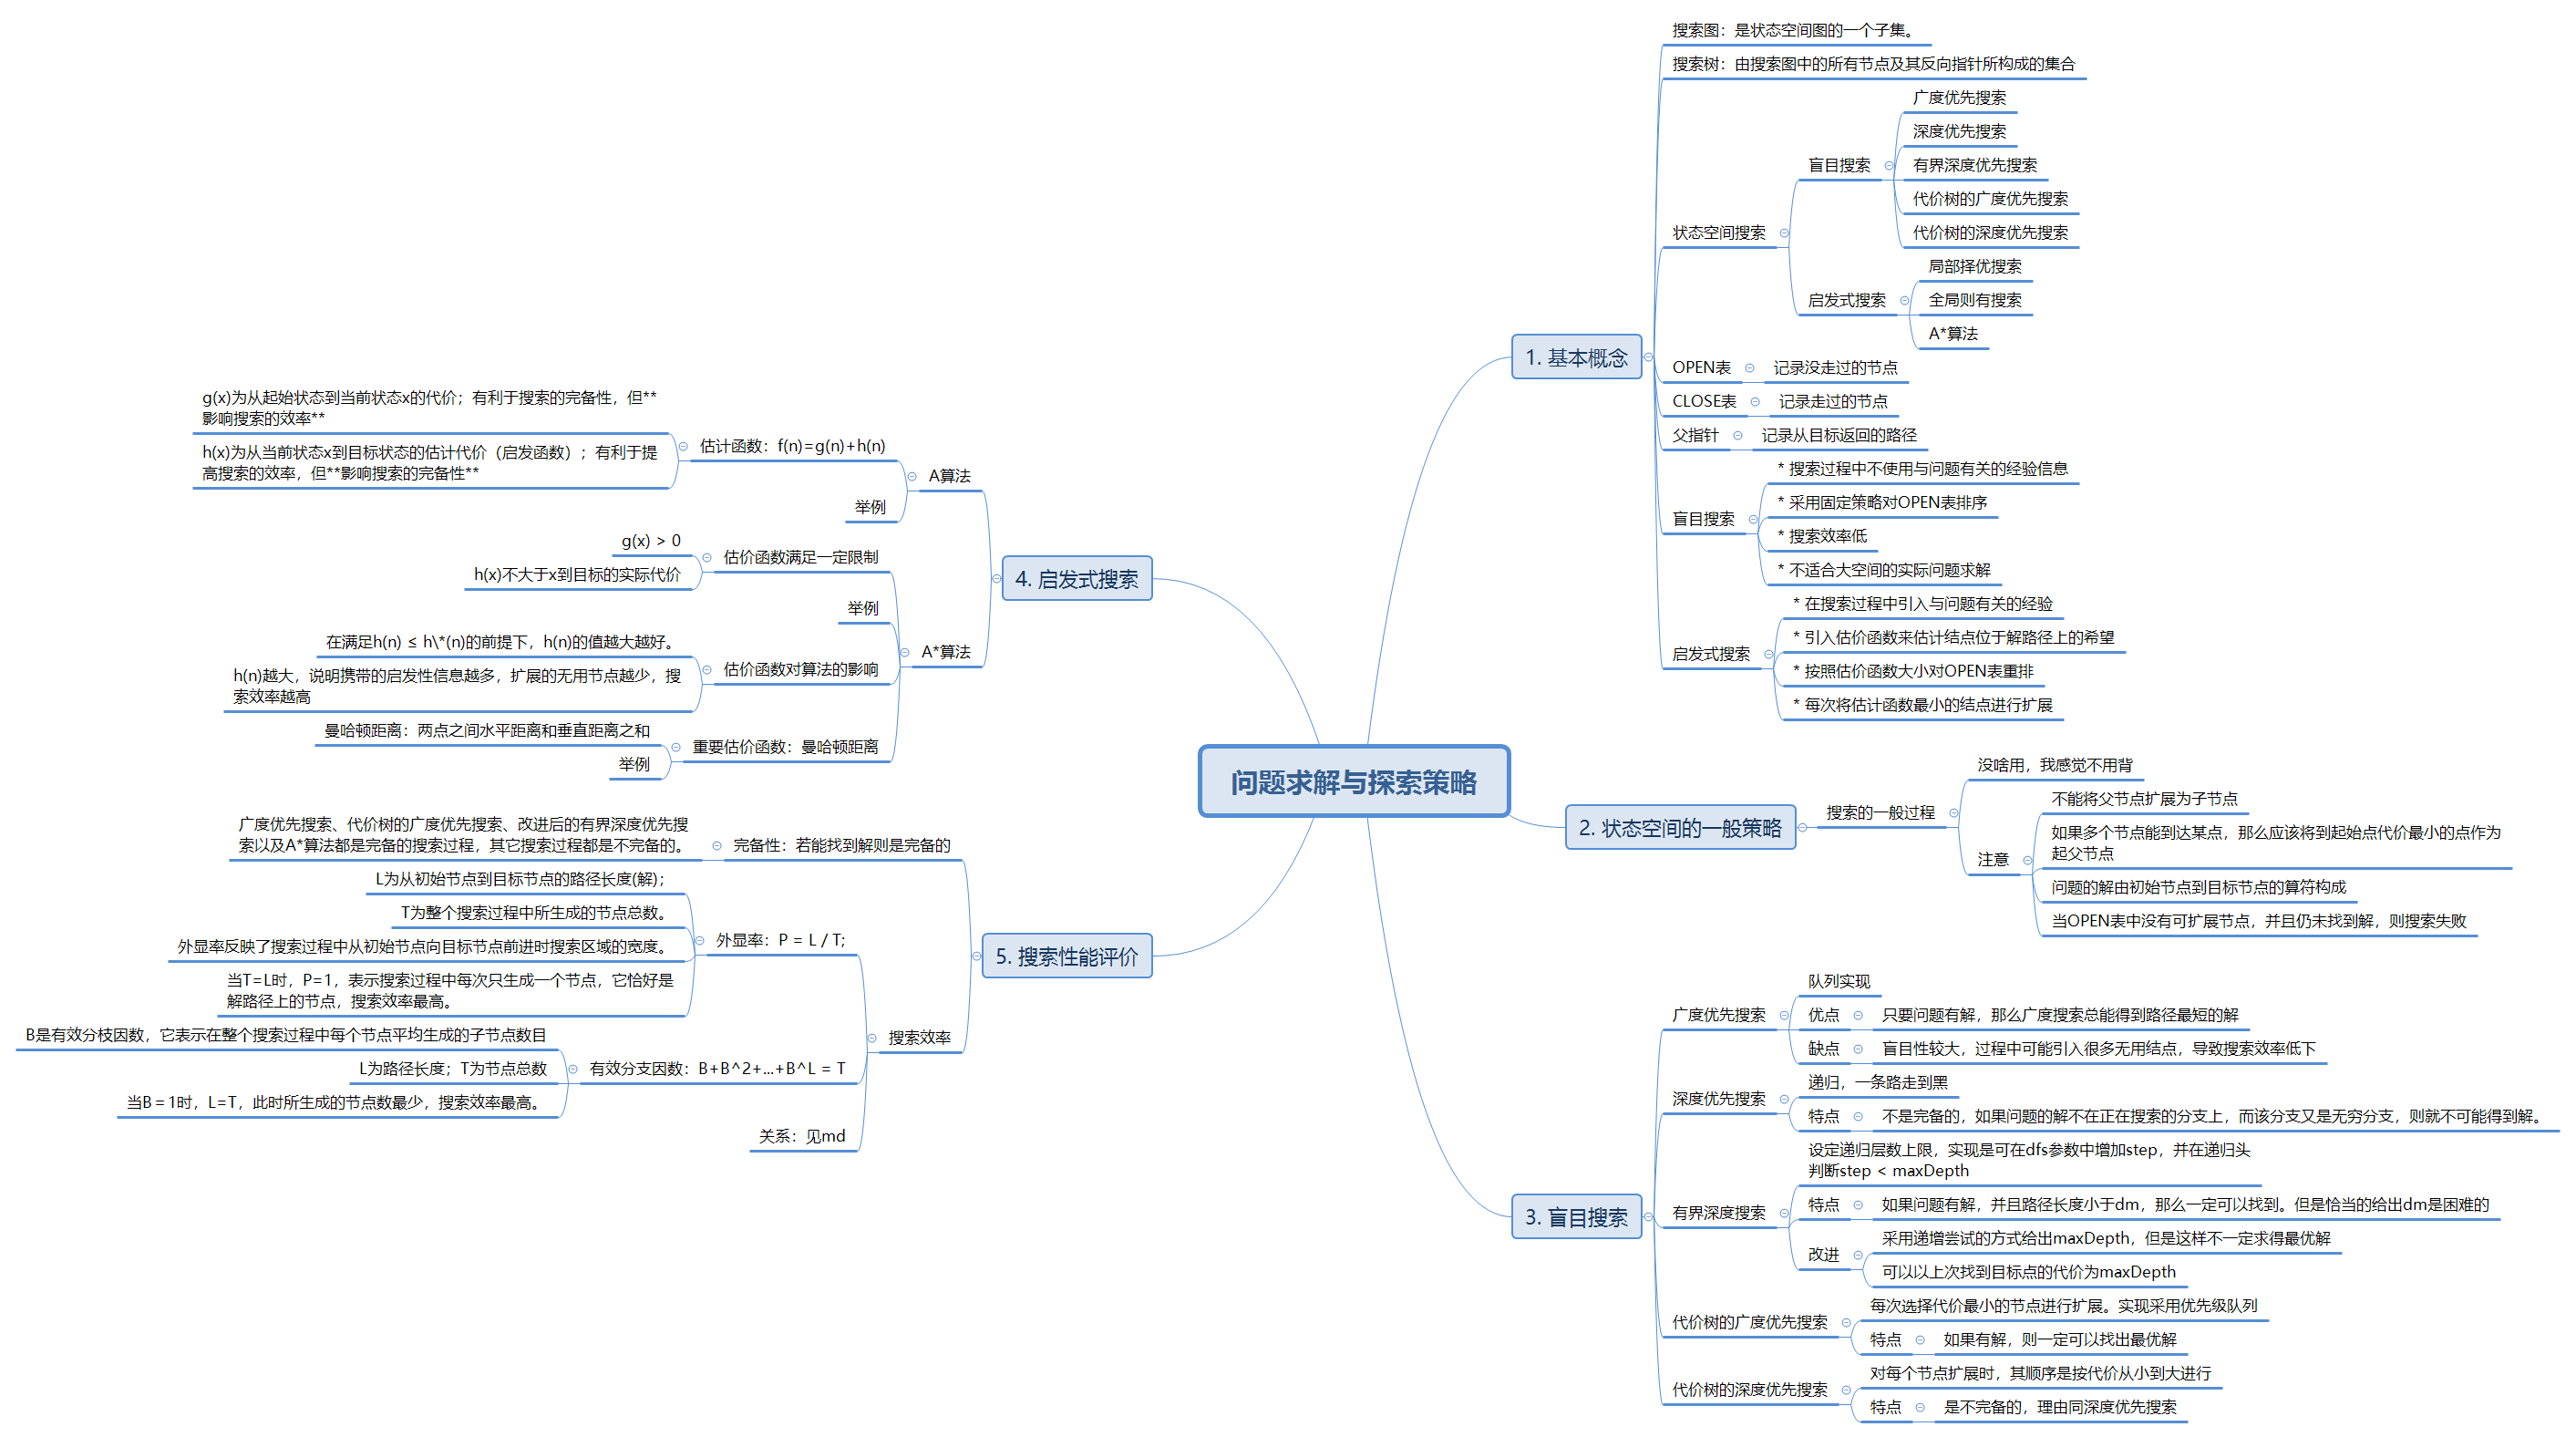 问题求解与探索策略
1. 基本概念
搜索图：是状态空间图的一个子集。
搜索树：由搜索图中的所有节点及其反向指针所构成的集合
状态空间搜索
盲目搜索
广度优先搜索
深度优先搜索
有界深度优先搜索
代价树的广度优先搜索
代价树的深度优先搜索
启发式搜索
局部择优搜索
全局则有搜索
A*算法
OPEN表
记录没走过的节点
CLOSE表
记录走过的节点
父指针
记录从目标返回的路径
盲目搜索
* 搜索过程中不使用与问题有关的经验信息
* 采用固定策略对OPEN表排序
* 搜索效率低
* 不适合大空间的实际问题求解
启发式搜索
* 在搜索过程中引入与问题有关的经验
* 引入估价函数来估计结点位于解路径上的希望
* 按照估价函数大小对OPEN表重排
* 每次将估计函数最小的结点进行扩展
2. 状态空间的一般策略
搜索的一般过程
没啥用，我感觉不用背
注意
不能将父节点扩展为子节点
如果多个节点能到达某点，那么应该将到起始点代价最小的点作为
起父节点
问题的解由初始节点到目标节点的算符构成
当OPEN表中没有可扩展节点，并且仍未找到解，则搜索失败
3. 盲目搜索
广度优先搜索
队列实现
优点
只要问题有解，那么广度搜索总能得到路径最短的解
缺点
盲目性较大，过程中可能引入很多无用结点，导致搜索效率低下
深度优先搜索
递归，一条路走到黑
特点
不是完备的，如果问题的解不在正在搜索的分支上，而该分支又是无穷分支，则就不可能得到解。
有界深度搜索
设定递归层数上限，实现是可在dfs参数中增加step，并在递归头
判断step < maxDepth
特点
如果问题有解，并且路径长度小于dm，那么一定可以找到。但是恰当的给出dm是困难的
改进
采用递增尝试的方式给出maxDepth，但是这样不一定求得最优解
可以以上次找到目标点的代价为maxDepth
代价树的广度优先搜索
每次选择代价最小的节点进行扩展。实现采用优先级队列
特点
如果有解，则一定可以找出最优解
代价树的深度优先搜索
对每个节点扩展时，其顺序是按代价从小到大进行
特点
是不完备的，理由同深度优先搜索
4. 启发式搜索
A算法
估计函数：f(n)=g(n)+h(n)
g(x)为从起始状态到当前状态x的代价；有利于搜索的完备性，但**
影响搜索的效率**
h(x)为从当前状态x到目标状态的估计代价（启发函数）；有利于提
高搜索的效率，但**影响搜索的完备性**
举例
A*算法
估价函数满足一定限制
g(x) > 0
h(x)不大于x到目标的实际代价
举例
估价函数对算法的影响
在满足h(n) ≤ h\*(n)的前提下，h(n)的值越大越好。
h(n)越大，说明携带的启发性信息越多，扩展的无用节点越少，搜
索效率越高
重要估价函数：曼哈顿距离
曼哈顿距离：两点之间水平距离和垂直距离之和
举例
5. 搜索性能评价
完备性：若能找到解则是完备的
广度优先搜索、代价树的广度优先搜索、改进后的有界深度优先搜
索以及A*算法都是完备的搜索过程，其它搜索过程都是不完备的。
搜索效率
外显率：P = L / T;
L为从初始节点到目标节点的路径长度(解)；
T为整个搜索过程中所生成的节点总数。
外显率反映了搜索过程中从初始节点向目标节点前进时搜索区域的宽度。
当T=L时，P=1，表示搜索过程中每次只生成一个节点，它恰好是
解路径上的节点，搜索效率最高。
有效分支因数：B+B^2+...+B^L = T
B是有效分枝因数，它表示在整个搜索过程中每个节点平均生成的子节点数目
L为路径长度；T为节点总数
当B＝1时，L=T，此时所生成的节点数最少，搜索效率最高。
关系：见md